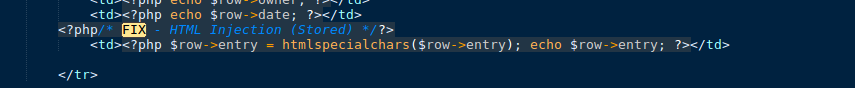 <td><?php echo $row->owner; ?></td>
<td><?php echo $row->date; ?></td>
<?php/* FIX - HTML Injection (Stored) */?>
<td><?php $row->entry = htmlspecialchars($row->entry); echo $row->entry; ?></td>
</tr>